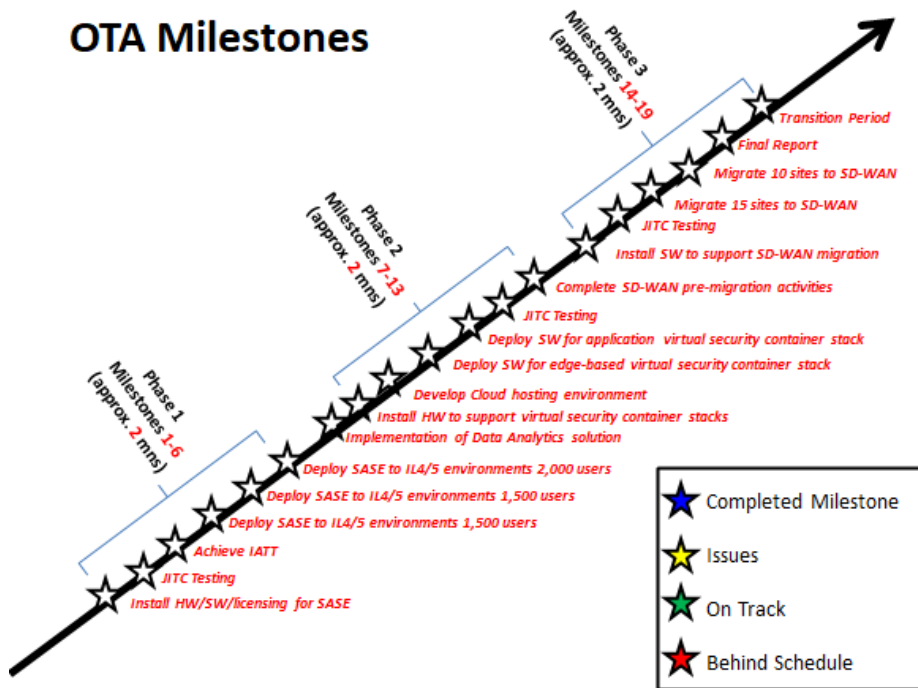 OTA Milestones
Phase 3
Milestones 14-19
(approx. 2 mns)
Transition Period
Final Report
Migrate 10 sites to SD-WAN
Migrate 15 sites to SD-WAN
JITC Testing
Install SW to support SD-WAN migration
Phase 2
Milestones 7-13
(approx. 2 mns)
Complete SD-WAN pre-migration activities
JITC Testing
Deploy SW for application virtual security container stack
Deploy SW for edge-based virtual security container stack
Develop Cloud hosting environment
Install HW to support virtual security container stacks
Implementation of Data Analytics solution
Phase 1
Milestones 1-6
(approx. 2 mns)
Deploy SASE to IL4/5 environments 2,000 users
Deploy SASE to IL4/5 environments 1,500 users
Deploy SASE to IL4/5 environments 1,500 users
Achieve IATT
JITC Testing
Install HW/SW/licensing for SASE
Completed Milestone
Issues
On Track
Behind Schedule